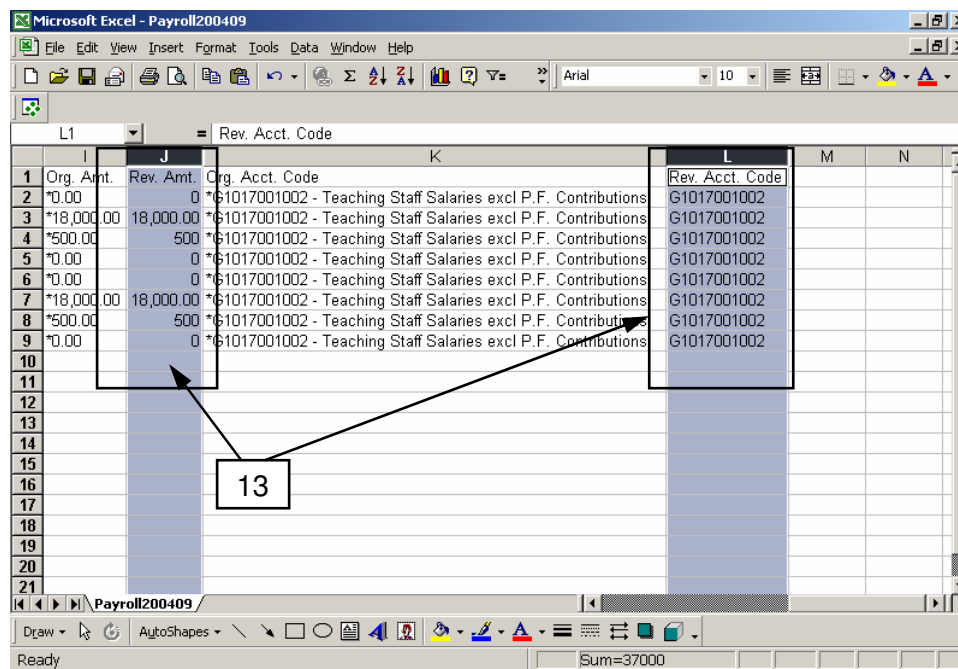 Microsoft Excel - Payroll200409
File Edit View Insert Format Tools Data Window Help
Arial 10
L1 = Rev. Acct. Code
I J K L M N
1 Org. Amt. Rev. Amt. Org. Acct. Code Rev. Acct. Code
2 *0.00 0 *G1017001002 - Teaching Staff Salaries excl P.F. Contributions G1017001002
3 *18,000.00 18,000.00 *G1017001002 - Teaching Staff Salaries excl P.F. Contributions G1017001002
4 *500.00 500 *G1017001002 - Teaching Staff Salaries excl P.F. Contributions G1017001002
5 *0.00 0 *G1017001002 - Teaching Staff Salaries excl P.F. Contributions G1017001002
6 *0.00 0 *G1017001002 - Teaching Staff Salaries excl P.F. Contributions G1017001002
7 *18,000.00 18,000.00 *G1017001002 - Teaching Staff Salaries excl P.F. Contributions G1017001002
8 *500.00 500 *G1017001002 - Teaching Staff Salaries excl P.F. Contributions G1017001002
9 *0.00 0 *G1017001002 - Teaching Staff Salaries excl P.F. Contributions G1017001002
10
11
12
13
14
15
16
13
17
18
19
20
21
Payroll200409
Draw AutoShapes
Ready Sum=37000